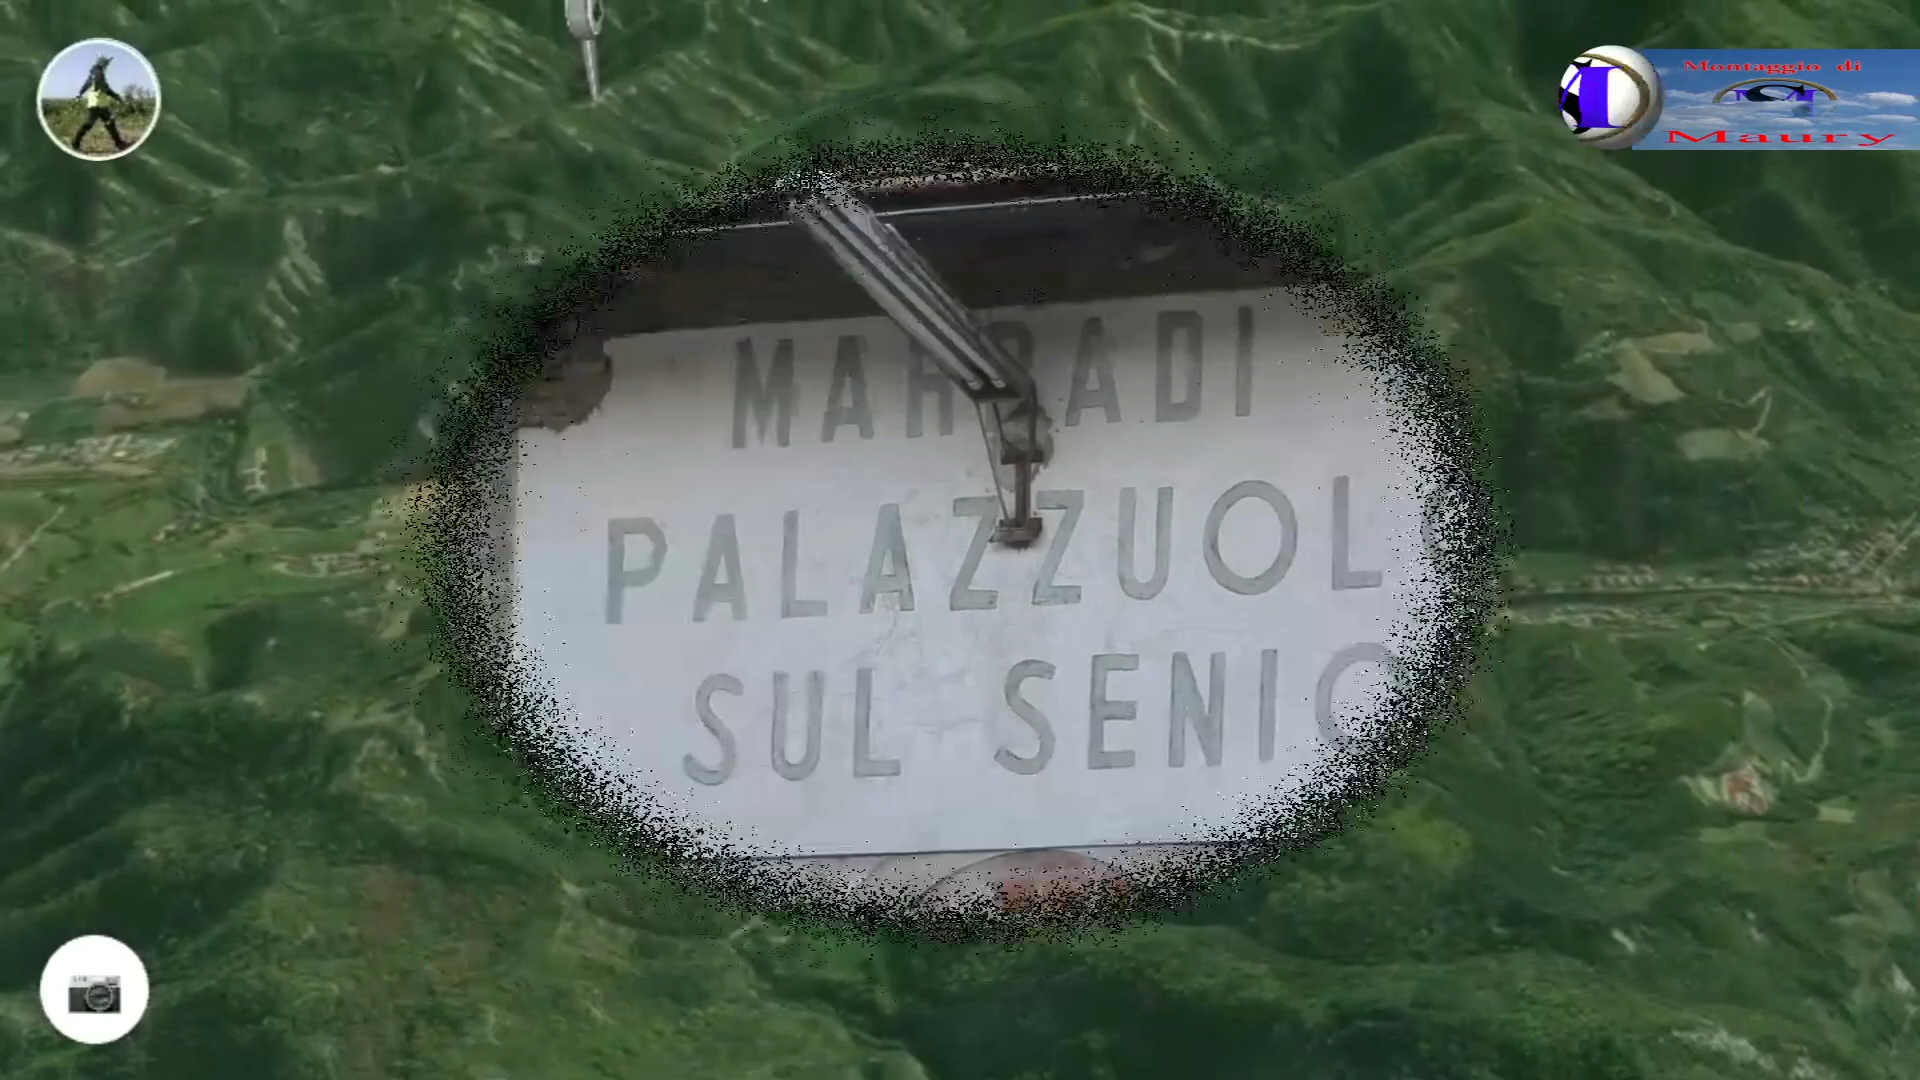 Montaggio di
Maury
MARRADI
PALAZZUOLO
SUL SENIO